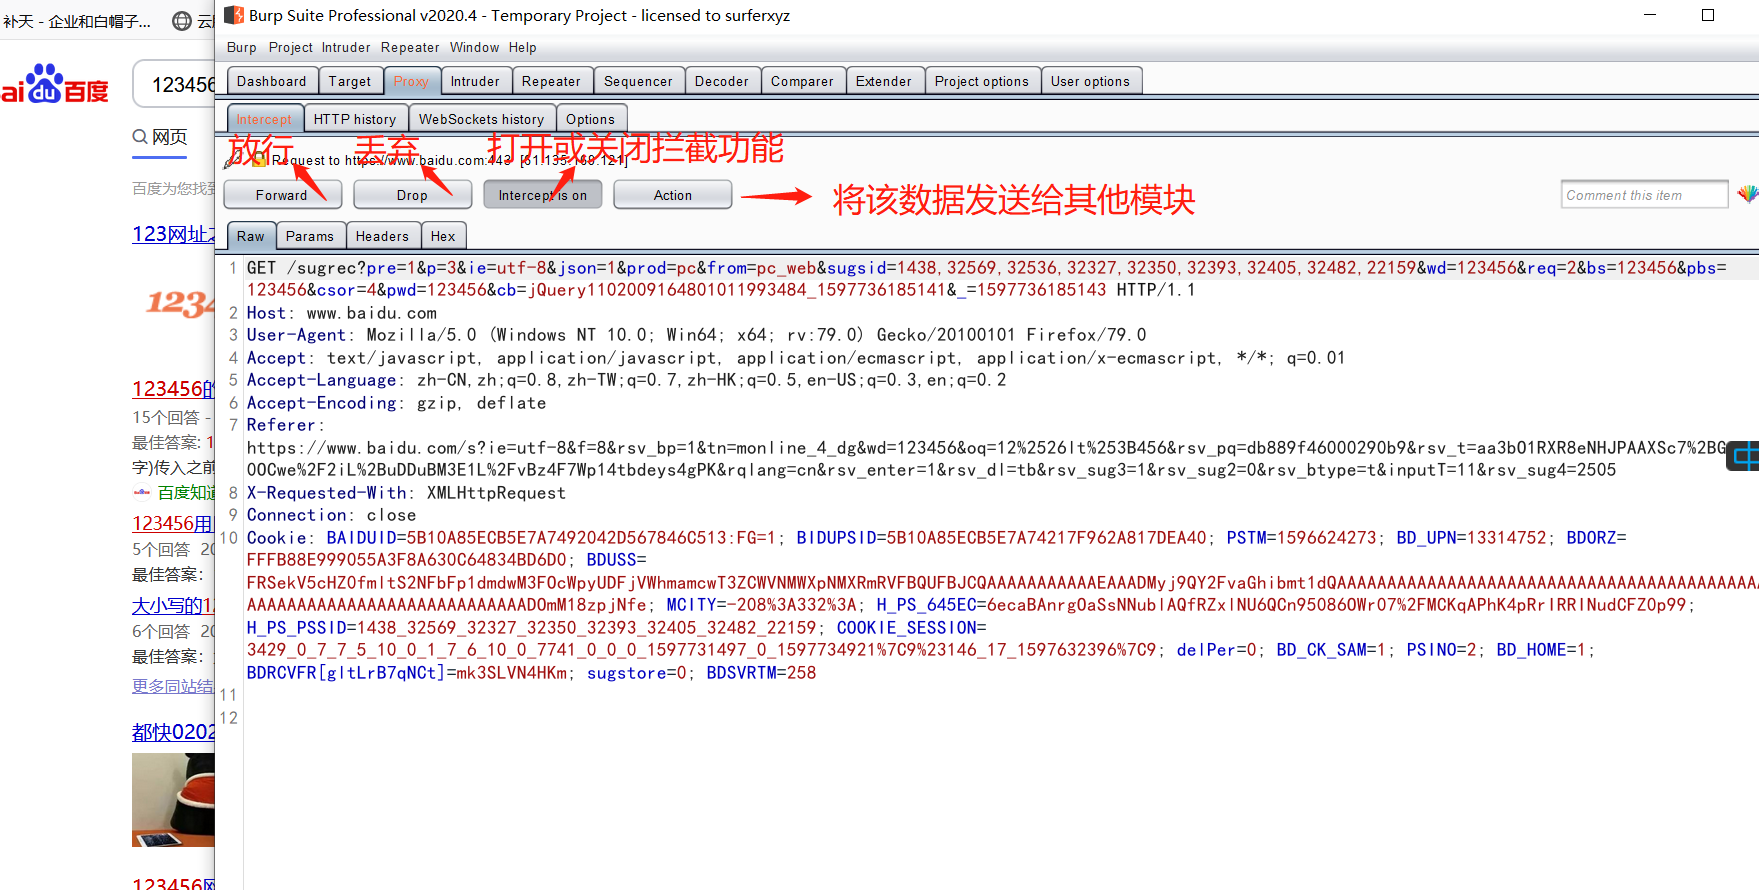 补天 - 企业和白帽子...
Burp Suite Professional v2020.4 - Temporary Project - licensed to surferxyz
Burp Project Intruder Repeater Window Help
Dashboard Target Proxy Intruder Repeater Sequencer Decoder Comparer Extender Project options User options
Intercept HTTP history WebSockets history Options
放行 丢弃 打开或关闭拦截功能
Request to https://www.baidu.com:443 [61.135.169.121]
Forward Drop Intercept is on Action
将该数据发送给其他模块
Comment this item
Raw Params Headers Hex
1 GET /sugrec?pre=1&p=3&ie=utf-8&json=1&prod=pc&from=pc_web&sugsid=1438,32569,32536,32327,32350,32393,32405,32482,22159&wd=123456&req=2&bs=123456&pbs=
123456&csor=4&pwd=123456&cb=jQuery110200916480101​1993484_1597736185141&_=1597736185143 HTTP/1.1
2 Host: www.baidu.com
3 User-Agent: Mozilla/5.0 (Windows NT 10.0; Win64; x64; rv:79.0) Gecko/20100101 Firefox/79.0
4 Accept: text/javascript, application/javascript, application/ecmascript, application/x-ecmascript, */*; q=0.01
5 Accept-Language: zh-CN,zh;q=0.8,zh-TW;q=0.7,zh-HK;q=0.5,en-US;q=0.3,en;q=0.2
6 Accept-Encoding: gzip, deflate
7 Referer:
https://www.baidu.com/s?ie=utf-8&f=8&rsv_bp=1&tn=monline_4_dg&wd=123456&oq=12%2526lt%253B456&rsv_pq=db889f46000290b9&rsv_t=aa3b01RXR8eNHJPAAXSc7%2BG
00Cwe%2F2iL%2BuDDuBM3E1L%2FvBz4F7Wp14tbdeys4gPK&rqlang=cn&rsv_enter=1&rsv_dl=tb&rsv_sug3=1&rsv_sug2=0&rsv_btype=t&inputT=11&rsv_sug4=2505
8 X-Requested-With: XMLHttpRequest
9 Connection: close
10 Cookie: BAIDUID=5B10A85ECB5E7A7492042D567846C513:FG=1; BIDUPSID=5B10A85ECB5E7A74217F962A817DEA40; PSTM=1596624273; BD_UPN=13314752; BDORZ=
FFFB88E999055A3F8A630C64834BD6D0; BDUSS=
MCITY=-208%3A332%3A; H_PS_645EC=6ecaBAnrgOaSsNNublAQfRZxlNU6QCn95086OWr07%2FMCKqAPhK4pRrIRRINudCFZ0p99;
H_PS_PSSID=1438_32569_32327_32350_32393_32405_32482_22159; COOKIE_SESSION=
3429_0_7_7_5_10_0_1_7_6_10_0_7741_0_0_0_1597731497_0_1597734921%7C9%23146_17_1597632396%7C9; delPer=0; BD_CK_SAM=1; PSINO=2; BD_HOME=1;
BDRCVFR[gltLrB7qNCt]=mk3SLVN4HKm; sugstore=0; BDSVRTM=258
11
12
Bai du 百度
123456
网页
百度为您找到
123网址之
123
123456的
15个回答 -
最佳答案: 1
字)传入之前
百度知道
123456用
5个回答 20
最佳答案:
大小写的12
6个回答 20
最佳答案:
更多同站结
都快0202
123456网
中